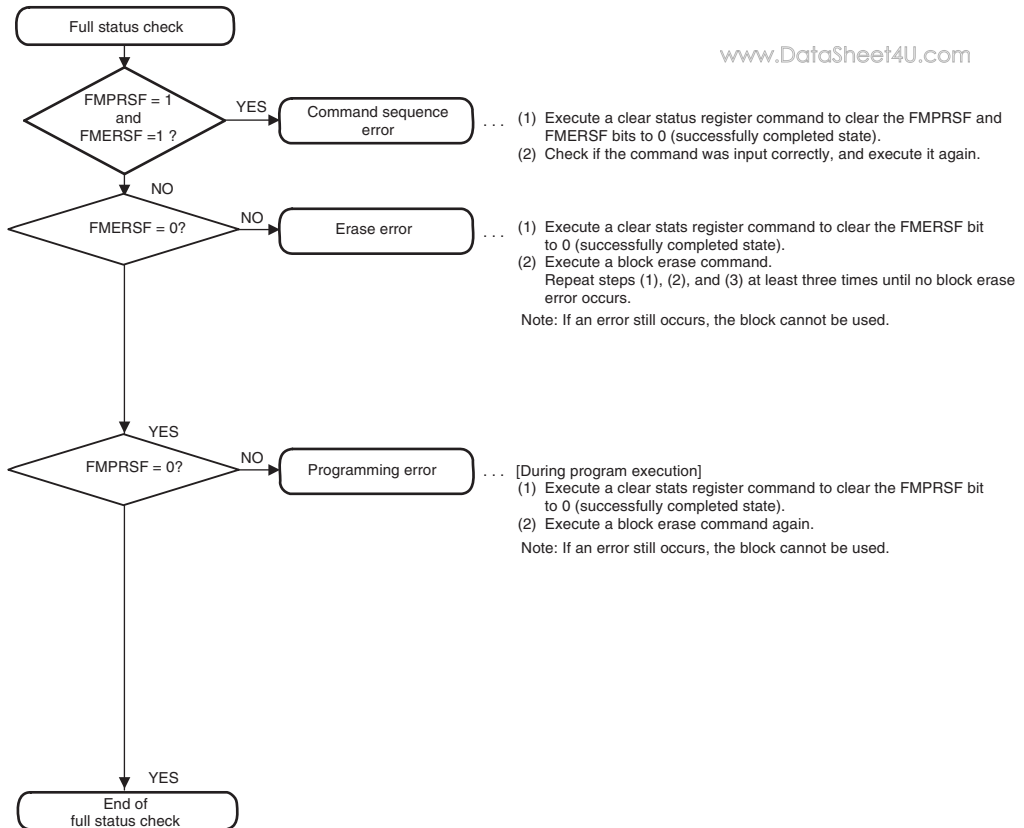 Full status check
www.DataSheet4U.com
FMPRSF = 1
and
FMERSF =1 ?
YES
Command sequence
error
. . . (1) Execute a clear status register command to clear the FMPRSF and
FMERSF bits to 0 (successfully completed state).
(2) Check if the command was input correctly, and execute it again.
NO
FMERSF = 0?
NO
Erase error
. . . (1) Execute a clear stats register command to clear the FMERSF bit
to 0 (successfully completed state).
(2) Execute a block erase command.
Repeat steps (1), (2), and (3) at least three times until no block erase
error occurs.
Note: If an error still occurs, the block cannot be used.
YES
FMPRSF = 0?
NO
Programming error
. . . [During program execution]
(1) Execute a clear stats register command to clear the FMPRSF bit
to 0 (successfully completed state).
(2) Execute a block erase command again.
Note: If an error still occurs, the block cannot be used.
YES
End of
full status check